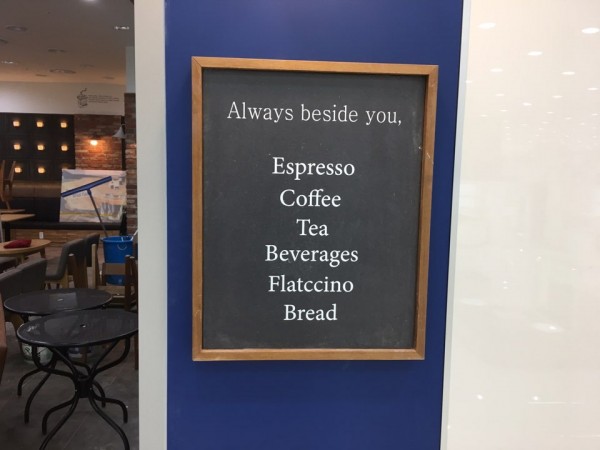 Always beside you,
Espresso
Coffee
Tea
Beverages
Flatccino
Bread